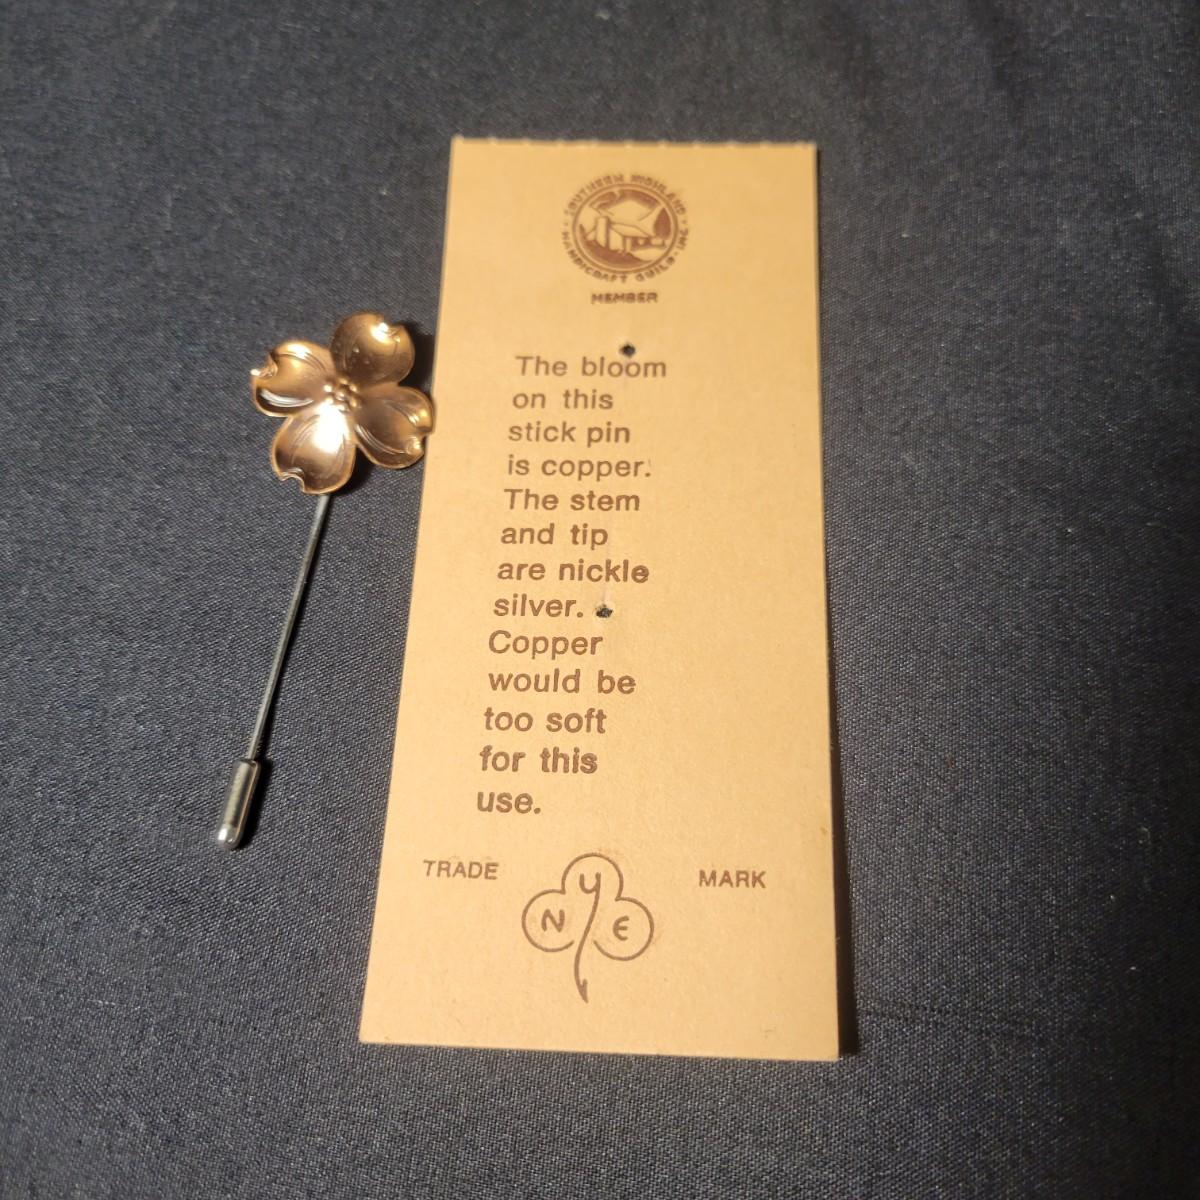 SOUTHERN HIGHLAND
HANDICRAFT GUILD · INC ·
MEMBER
The bloom
on this
stick pin
is copper.
The stem
and tip
are nickle
silver.
Copper
would be
too soft
for this
use.
TRADE MARK
NYE